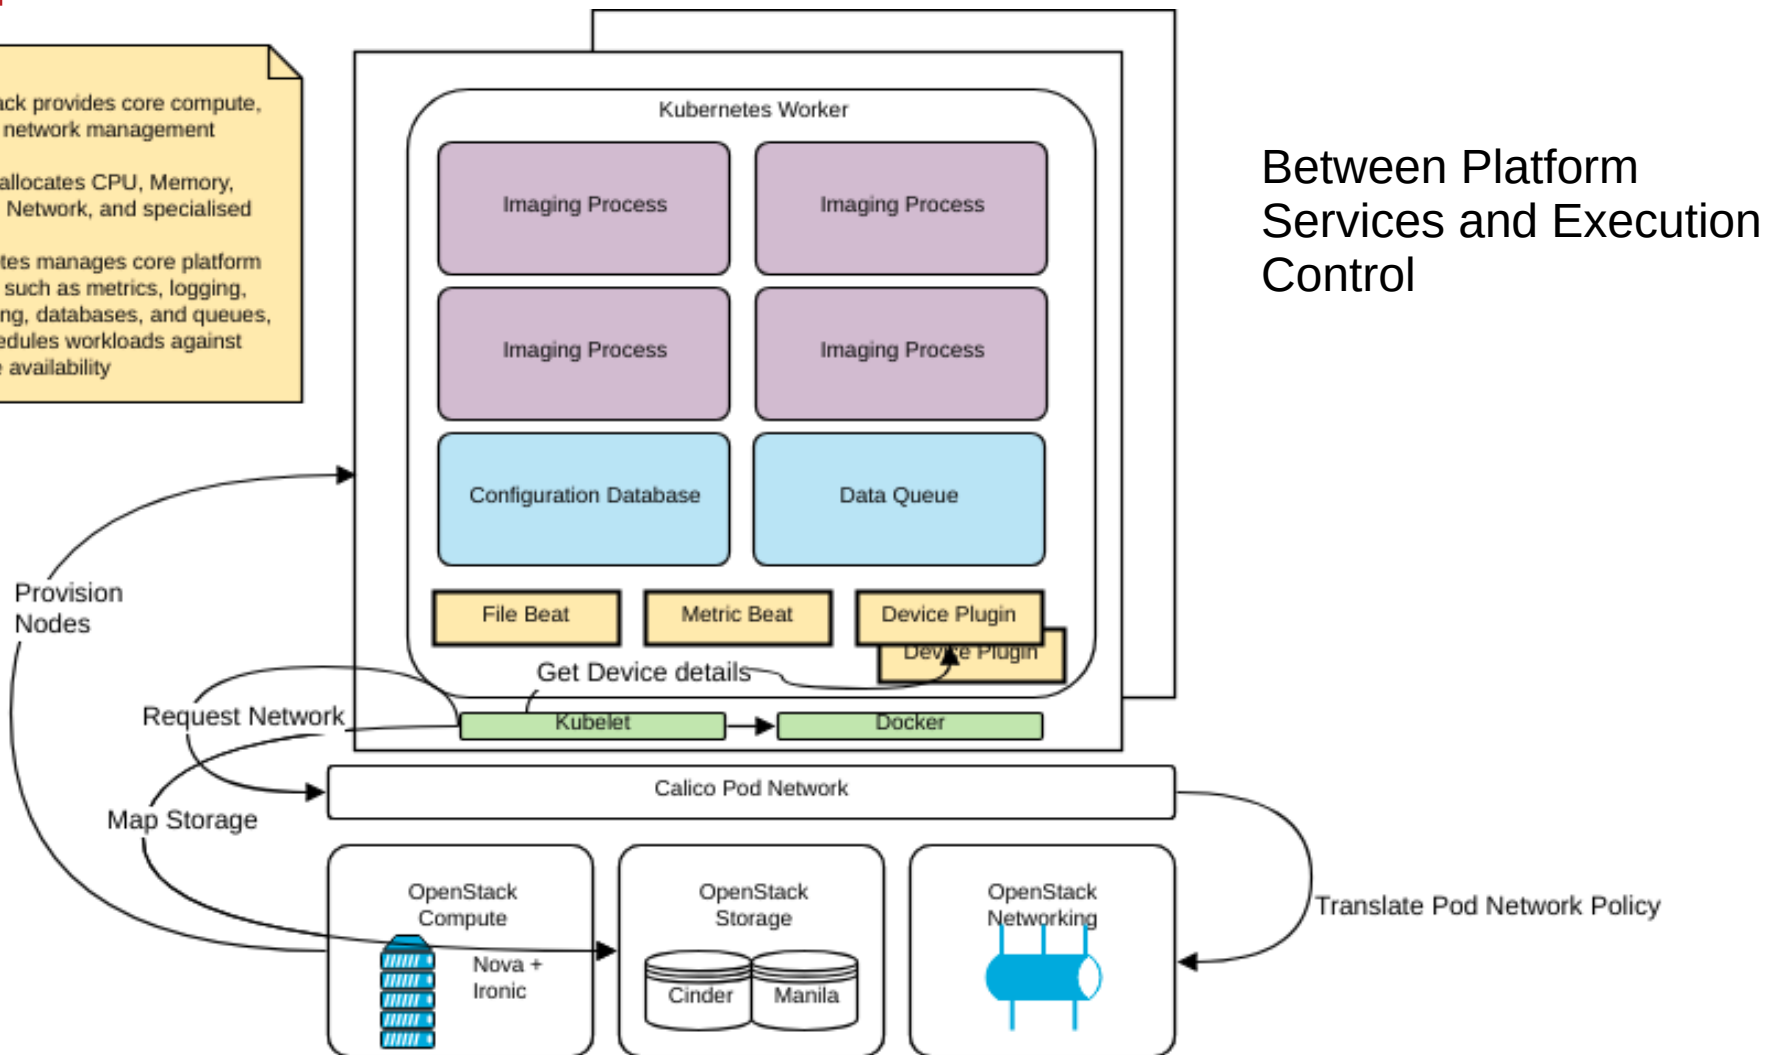 ack provides core compute,
network management
allocates CPU, Memory,
Network, and specialised
tes manages core platform
such as metrics, logging,
ng, databases, and queues,
edules workloads against
e availability
Between Platform
Services and Execution
Control
Kubernetes Worker
Imaging Process
Imaging Process
Imaging Process
Imaging Process
Configuration Database
Data Queue
File Beat
Metric Beat
Device Plugin
Device Plugin
Get Device details
Provision
Nodes
Request Network
Kubelet
Docker
Calico Pod Network
Map Storage
OpenStack
Compute
Nova +
Ironic
OpenStack
Storage
Cinder
Manila
OpenStack
Networking
Translate Pod Network Policy